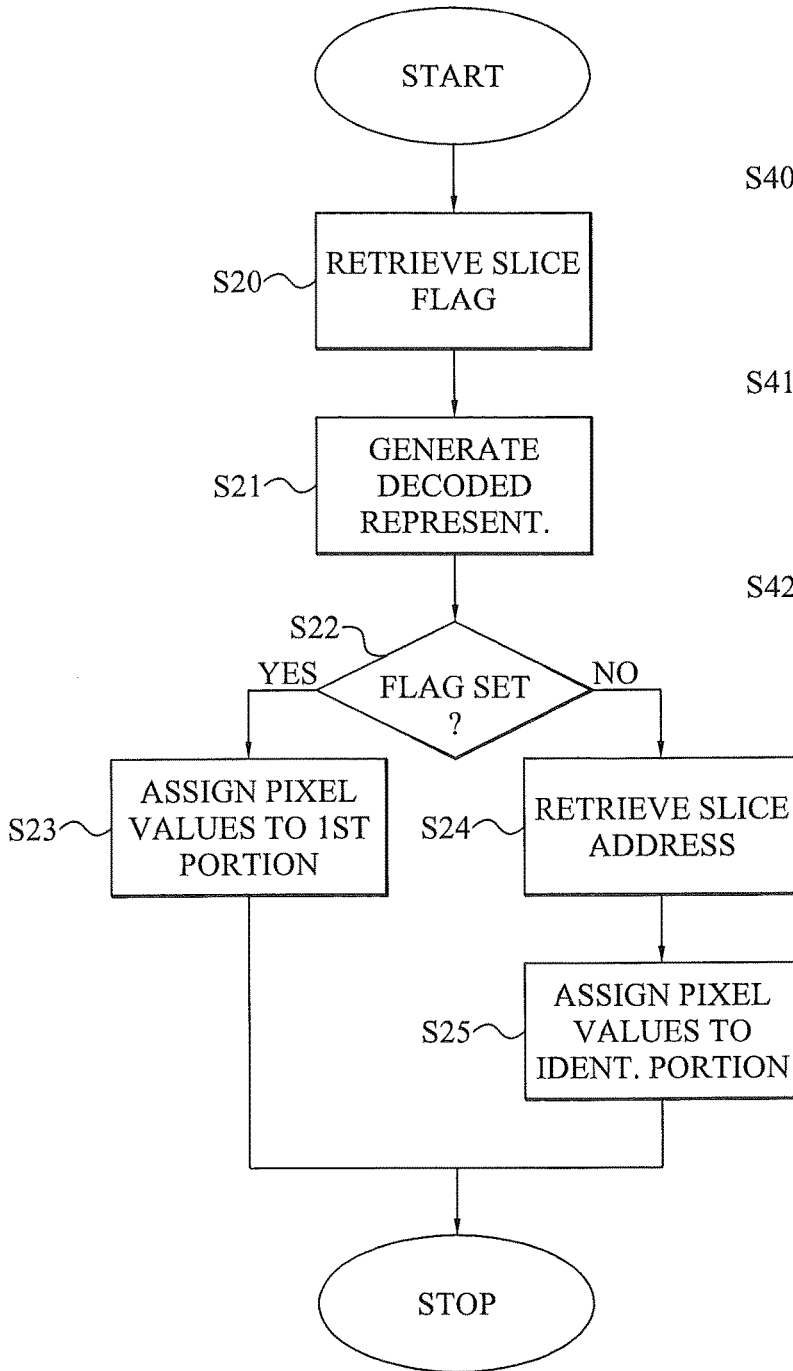 START
S40
S20
RETRIEVE SLICE
FLAG
S41
S21
GENERATE
DECODED
REPRESENT.
S42
S22
YES
FLAG SET
?
NO
S23
ASSIGN PIXEL
VALUES TO 1ST
PORTION
S24
RETRIEVE SLICE
ADDRESS
S25
ASSIGN PIXEL
VALUES TO
IDENT. PORTION
STOP